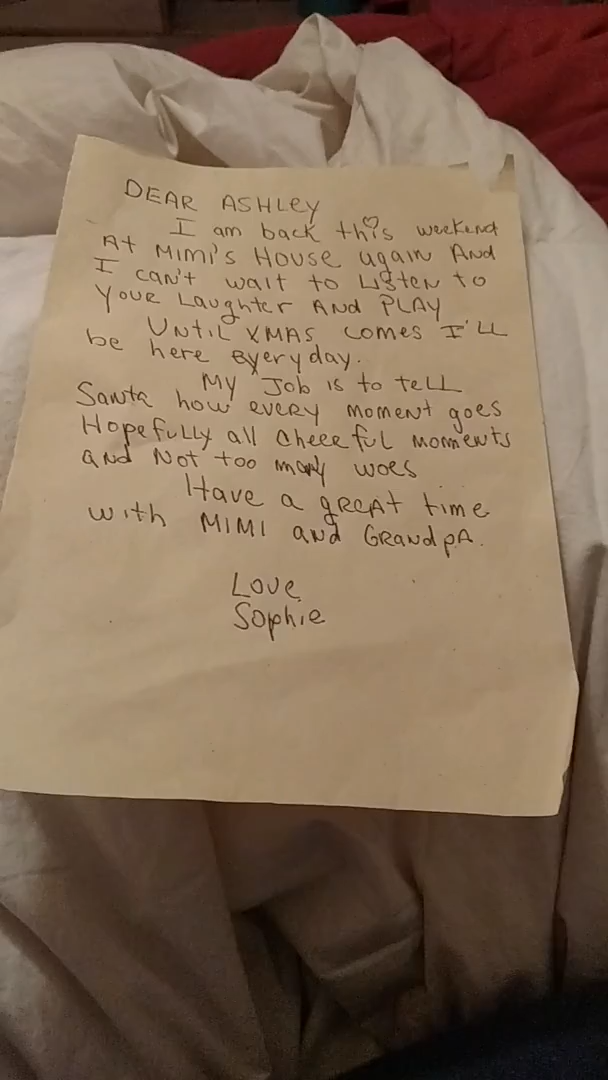 DEAR ASHLEY
I am back this weekend
At Mimi's House again And
I can't wait to Listen to
Your Laughter And PLAY
Until XMAS comes I'll
be here Everyday.
My Job is to tell
Santa how every moment goes
Hopefully all cheeeful moments
and Not too many woes
Have a great time
with MIMI and GrandpA.
Love,
Sophie